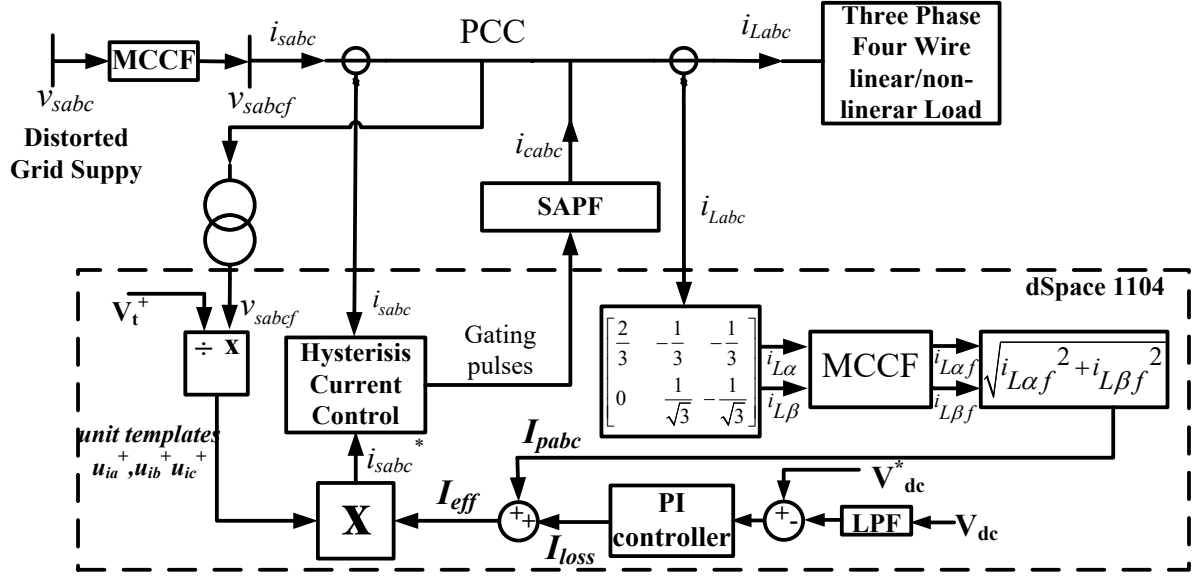 i_sabc
PCC
i_Labc
Three Phase
Four Wire
linear/non-
linerar Load
MCCF
v_sabc
v_sabcf
Distorted
Grid Suppy
i_cabc
SAPF
i_Labc
dSpace 1104
V_t^+
v_sabcf
i_sabc
÷ x
Hysterisis
Current
Control
Gating
pulses
2/3 -1/3 -1/3
0 1/√3 -1/√3
i_Lα
i_Lβ
MCCF
i_Lαf
i_Lβf
√(i_Lαf^2 + i_Lβf^2)
unit templates
u_ia^+,u_ib^+ u_ic^+
i_sabc^*
I_pabc
V^*_dc
X
I_eff
+ +
I_loss
PI
controller
+ -
LPF
V_dc